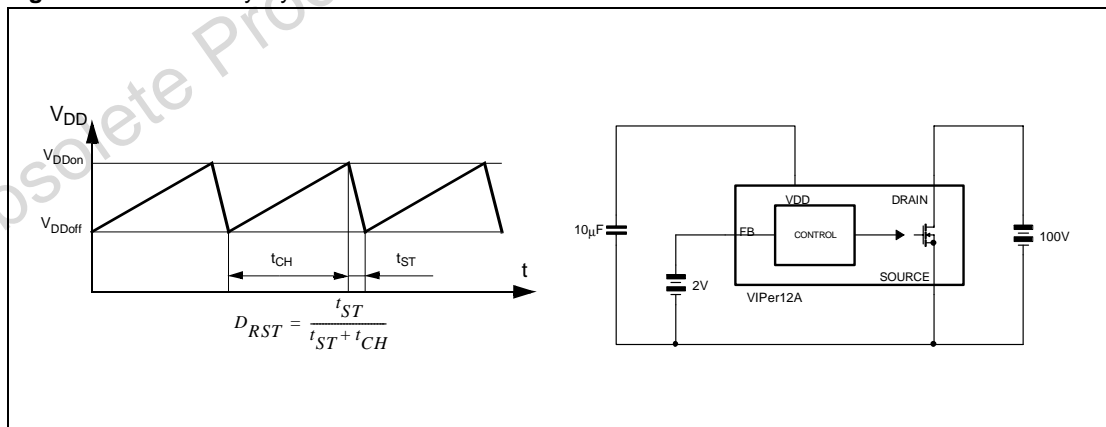 V_DD
V_DDon
V_DDoff
t_CH
t_ST
t
D_RST = t_ST / (t_ST + t_CH)
VDD
DRAIN
10μF
FB
CONTROL
100V
2V
SOURCE
VIPer12A